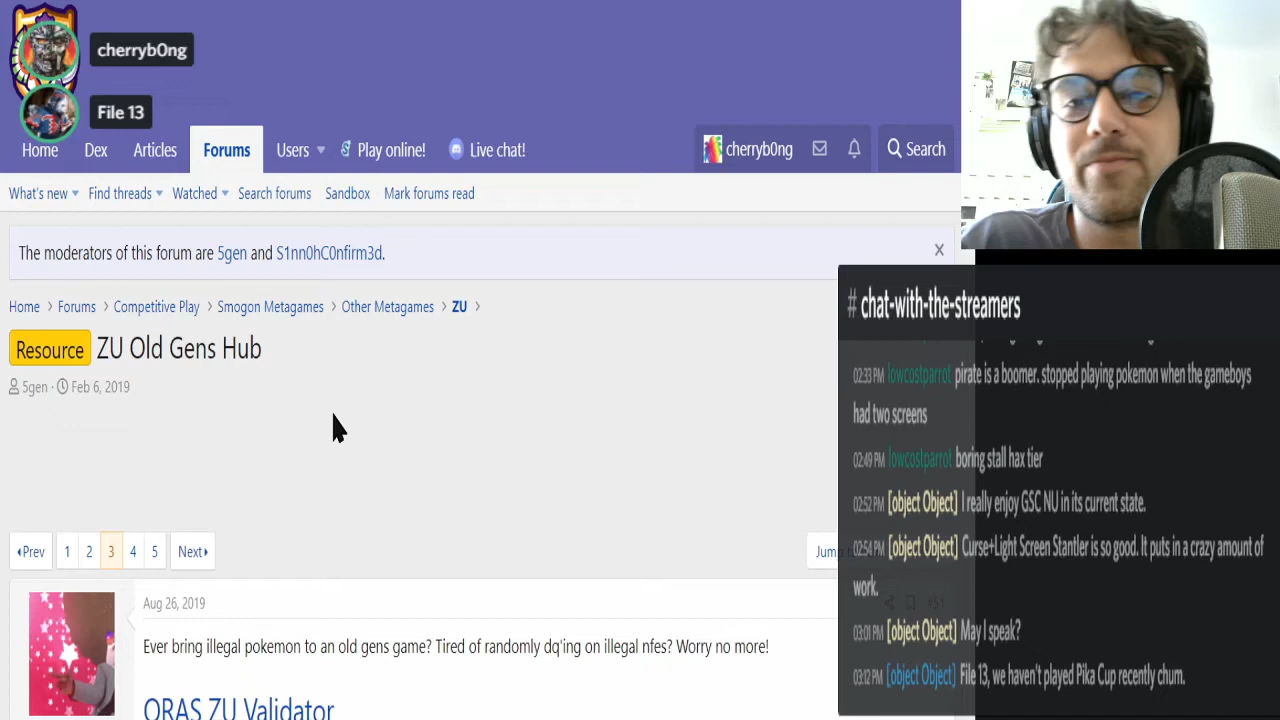 cherryb0ng
File 13
Home Dex Articles Forums Users Play online! Live chat! cherryb0ng Search
What's new Find threads Watched Search forums Sandbox Mark forums read
The moderators of this forum are 5gen and S1nn0hC0nfirm3d. x
Home > Forums > Competitive Play > Smogon Metagames > Other Metagames > ZU >
Resource ZU Old Gens Hub
5gen · Feb 6, 2019
Prev 1 2 3 4 5 Next
Jump
Aug 26, 2019
#51
Ever bring illegal pokemon to an old gens game? Tired of randomly dq'ing on illegal nfes? Worry no more!
ORAS ZU Validator
# chat-with-the-streamers
02:33 PM lowcostparrot pirate is a boomer. stopped playing pokemon when the gameboys
had two screens
02:49 PM lowcostparrot boring stall hax tier
02:52 PM [object Object] I really enjoy GSC NU in its current state.
02:54 PM [object Object] Curse+Light Screen Stantler is so good. It puts in a crazy amount of
work.
03:01 PM [object Object] May I speak?
03:12 PM [object Object] File 13, we haven't played Pika Cup recently chum.